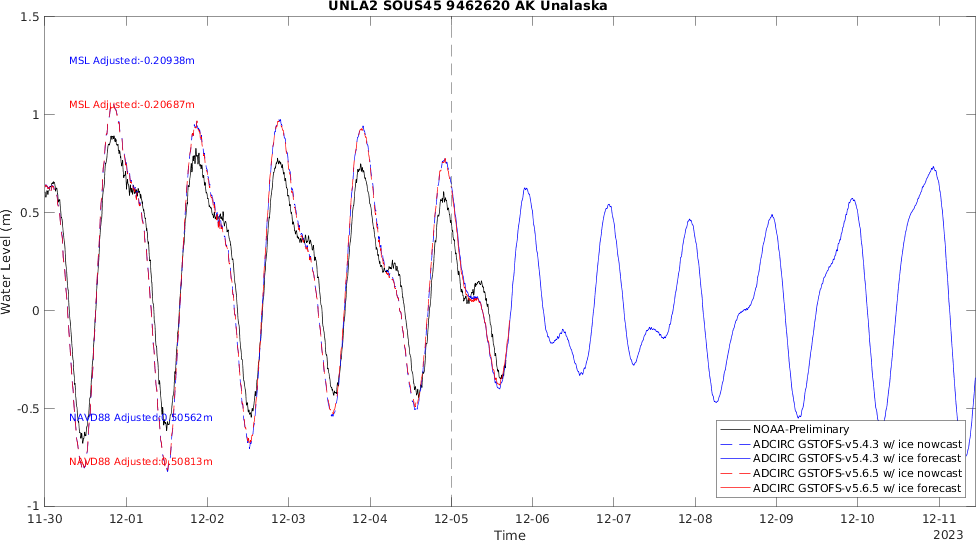 UNLA2 SOUS45 9462620 AK Unalaska
1.5
1
0.5
0
-0.5
-1
Water Level (m)
MSL Adjusted:-0.20938m
MSL Adjusted:-0.20687m
NAVD88 Adjusted:0.50562m
NAVD88 Adjusted:0.50813m
NOAA-Preliminary
ADCIRC GSTOFS-v5.4.3 w/ ice nowcast
ADCIRC GSTOFS-v5.4.3 w/ ice forecast
ADCIRC GSTOFS-v5.6.5 w/ ice nowcast
ADCIRC GSTOFS-v5.6.5 w/ ice forecast
11-30 12-01 12-02 12-03 12-04 12-05 12-06 12-07 12-08 12-09 12-10 12-11
Time
2023